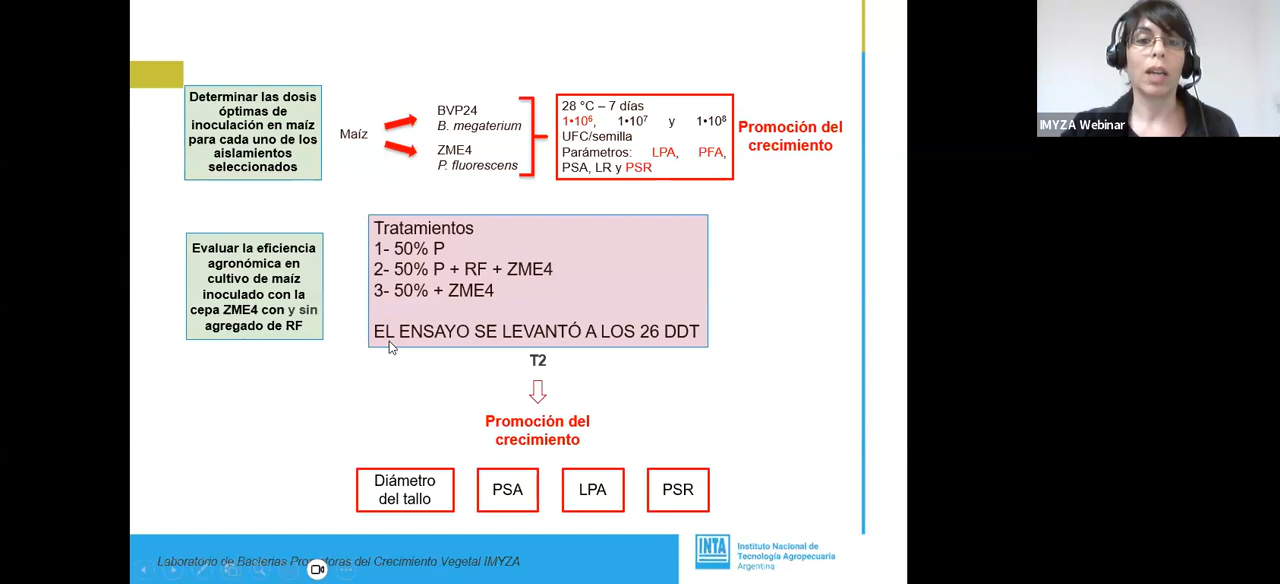 Determinar las dosis
óptimas de
inoculación en maíz
para cada uno de los
aislamientos
seleccionados
Maíz
BVP24
B. megaterium
ZME4
P. fluorescens
28 °C – 7 días
1•10⁶, 1•10⁷ y 1•10⁸
UFC/semilla
Parámetros: LPA, PFA,
PSA, LR y PSR
Promoción del
crecimiento
IMYZA Webinar
Evaluar la eficiencia
agronómica en
cultivo de maíz
inoculado con la
cepa ZME4 con y sin
agregado de RF
Tratamientos
1- 50% P
2- 50% P + RF + ZME4
3- 50% + ZME4
EL ENSAYO SE LEVANTÓ A LOS 26 DDT
T2
Promoción del
crecimiento
Diámetro
del tallo
PSA
LPA
PSR
Laboratorio de Bacterias Promotoras del Crecimiento Vegetal IMYZA
INTA
Instituto Nacional de
Tecnología Agropecuaria
Argentina